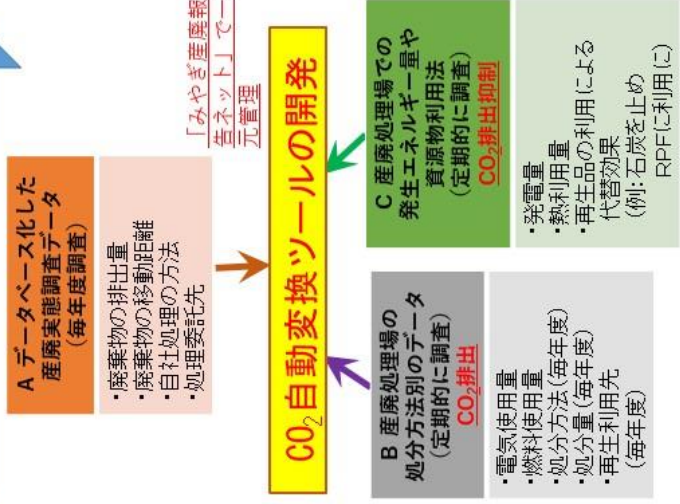 A データベース化した
産廃実態調査データ
(毎年度調査)
・廃棄物の排出量
・廃棄物の移動距離
・自社処理の方法
・処理委託先
「みやぎ産廃報
告ネット」で一
元管理
CO₂自動変換ツールの開発
B 産廃処理場の
処分方法別のデータ
(定期的に調査)
CO₂排出
・電気使用量
・燃料使用量
・処分方法(毎年度)
・処分量(毎年度)
・再生利用先
(毎年度)
C 産廃処理場での
発生エネルギー量や
資源物利用法
(定期的に調査)
CO₂排出抑制
・発電量
・熱利用量
・再生品の利用による
代替効果
(例:石炭を止め
RPFに利用に)